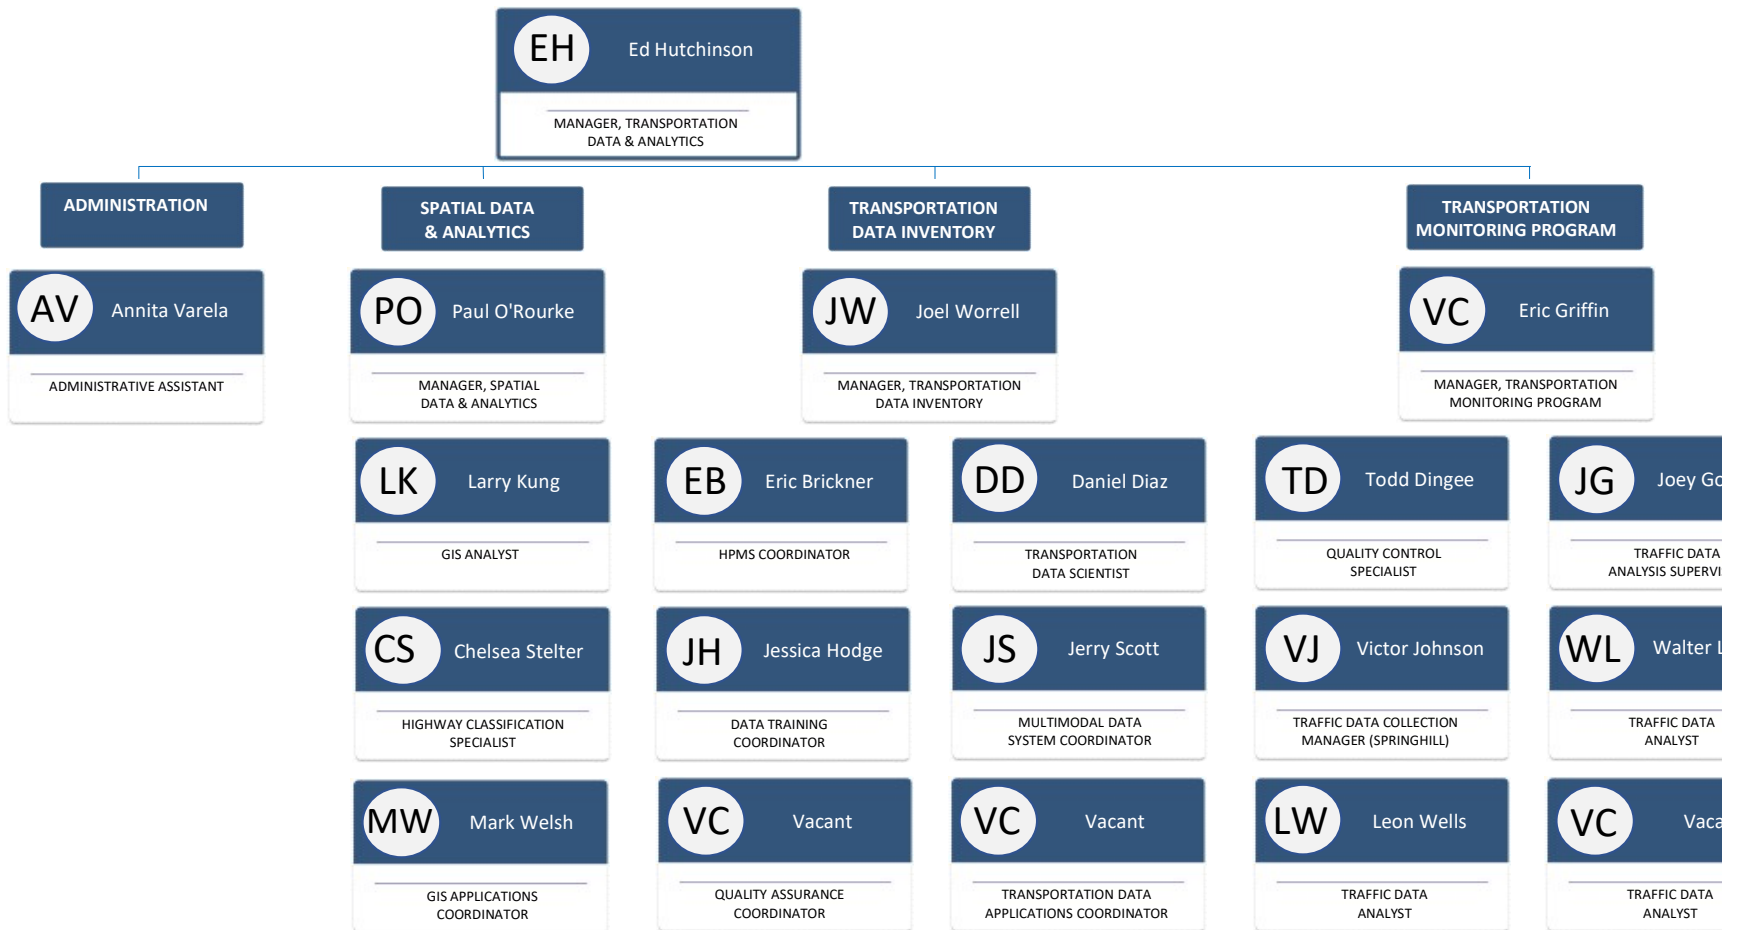 EH
Ed Hutchinson
MANAGER, TRANSPORTATION
DATA & ANALYTICS
ADMINISTRATION
AV
Annita Varela
ADMINISTRATIVE ASSISTANT
SPATIAL DATA
& ANALYTICS
PO
Paul O'Rourke
MANAGER, SPATIAL
DATA & ANALYTICS
LK
Larry Kung
GIS ANALYST
CS
Chelsea Stelter
HIGHWAY CLASSIFICATION
SPECIALIST
MW
Mark Welsh
GIS APPLICATIONS
COORDINATOR
TRANSPORTATION
DATA INVENTORY
JW
Joel Worrell
MANAGER, TRANSPORTATION
DATA INVENTORY
EB
Eric Brickner
HPMS COORDINATOR
DD
Daniel Diaz
TRANSPORTATION
DATA SCIENTIST
JH
Jessica Hodge
DATA TRAINING
COORDINATOR
JS
Jerry Scott
MULTIMODAL DATA
SYSTEM COORDINATOR
VC
Vacant
QUALITY ASSURANCE
COORDINATOR
VC
Vacant
TRANSPORTATION DATA
APPLICATIONS COORDINATOR
TRANSPORTATION
MONITORING PROGRAM
VC
Eric Griffin
MANAGER, TRANSPORTATION
MONITORING PROGRAM
TD
Todd Dingee
QUALITY CONTROL
SPECIALIST
JG
Joey
TRAFFIC DATA
ANALYSIS
VJ
Victor Johnson
TRAFFIC DATA COLLECTION
MANAGER (SPRINGHILL)
WL
Walter
TRAFFIC DATA
ANALYST
LW
Leon Wells
TRAFFIC DATA
ANALYST
VC
TRAFFIC DATA
ANALYST